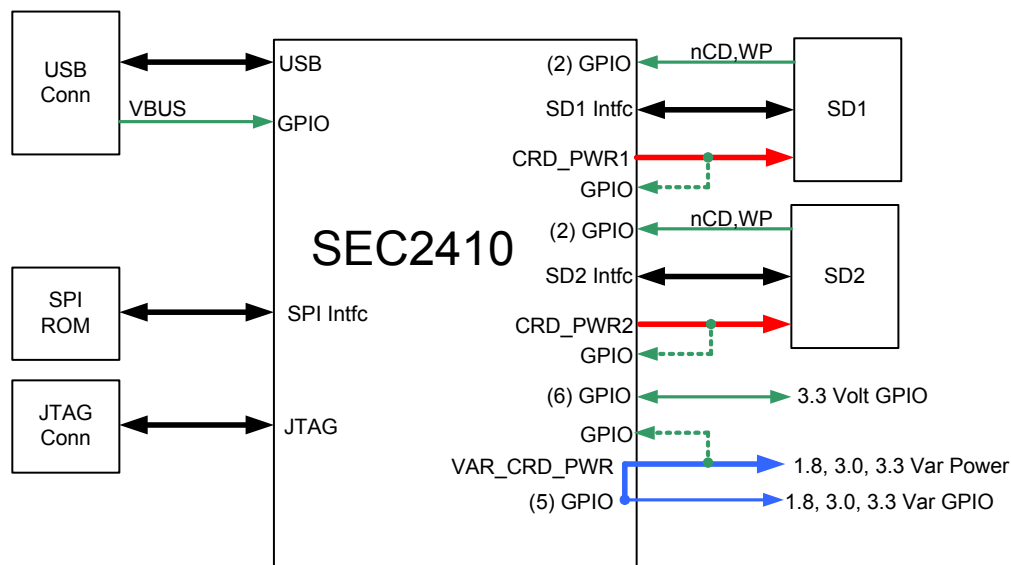 USB
Conn
VBUS
USB
GPIO
SPI
ROM
SPI Intfc
JTAG
Conn
JTAG
SEC2410
(2) GPIO
nCD,WP
SD1 Intfc
SD1
CRD_PWR1
GPIO
(2) GPIO
nCD,WP
SD2 Intfc
SD2
CRD_PWR2
GPIO
(6) GPIO
3.3 Volt GPIO
GPIO
VAR_CRD_PWR
1.8, 3.0, 3.3 Var Power
(5) GPIO
1.8, 3.0, 3.3 Var GPIO